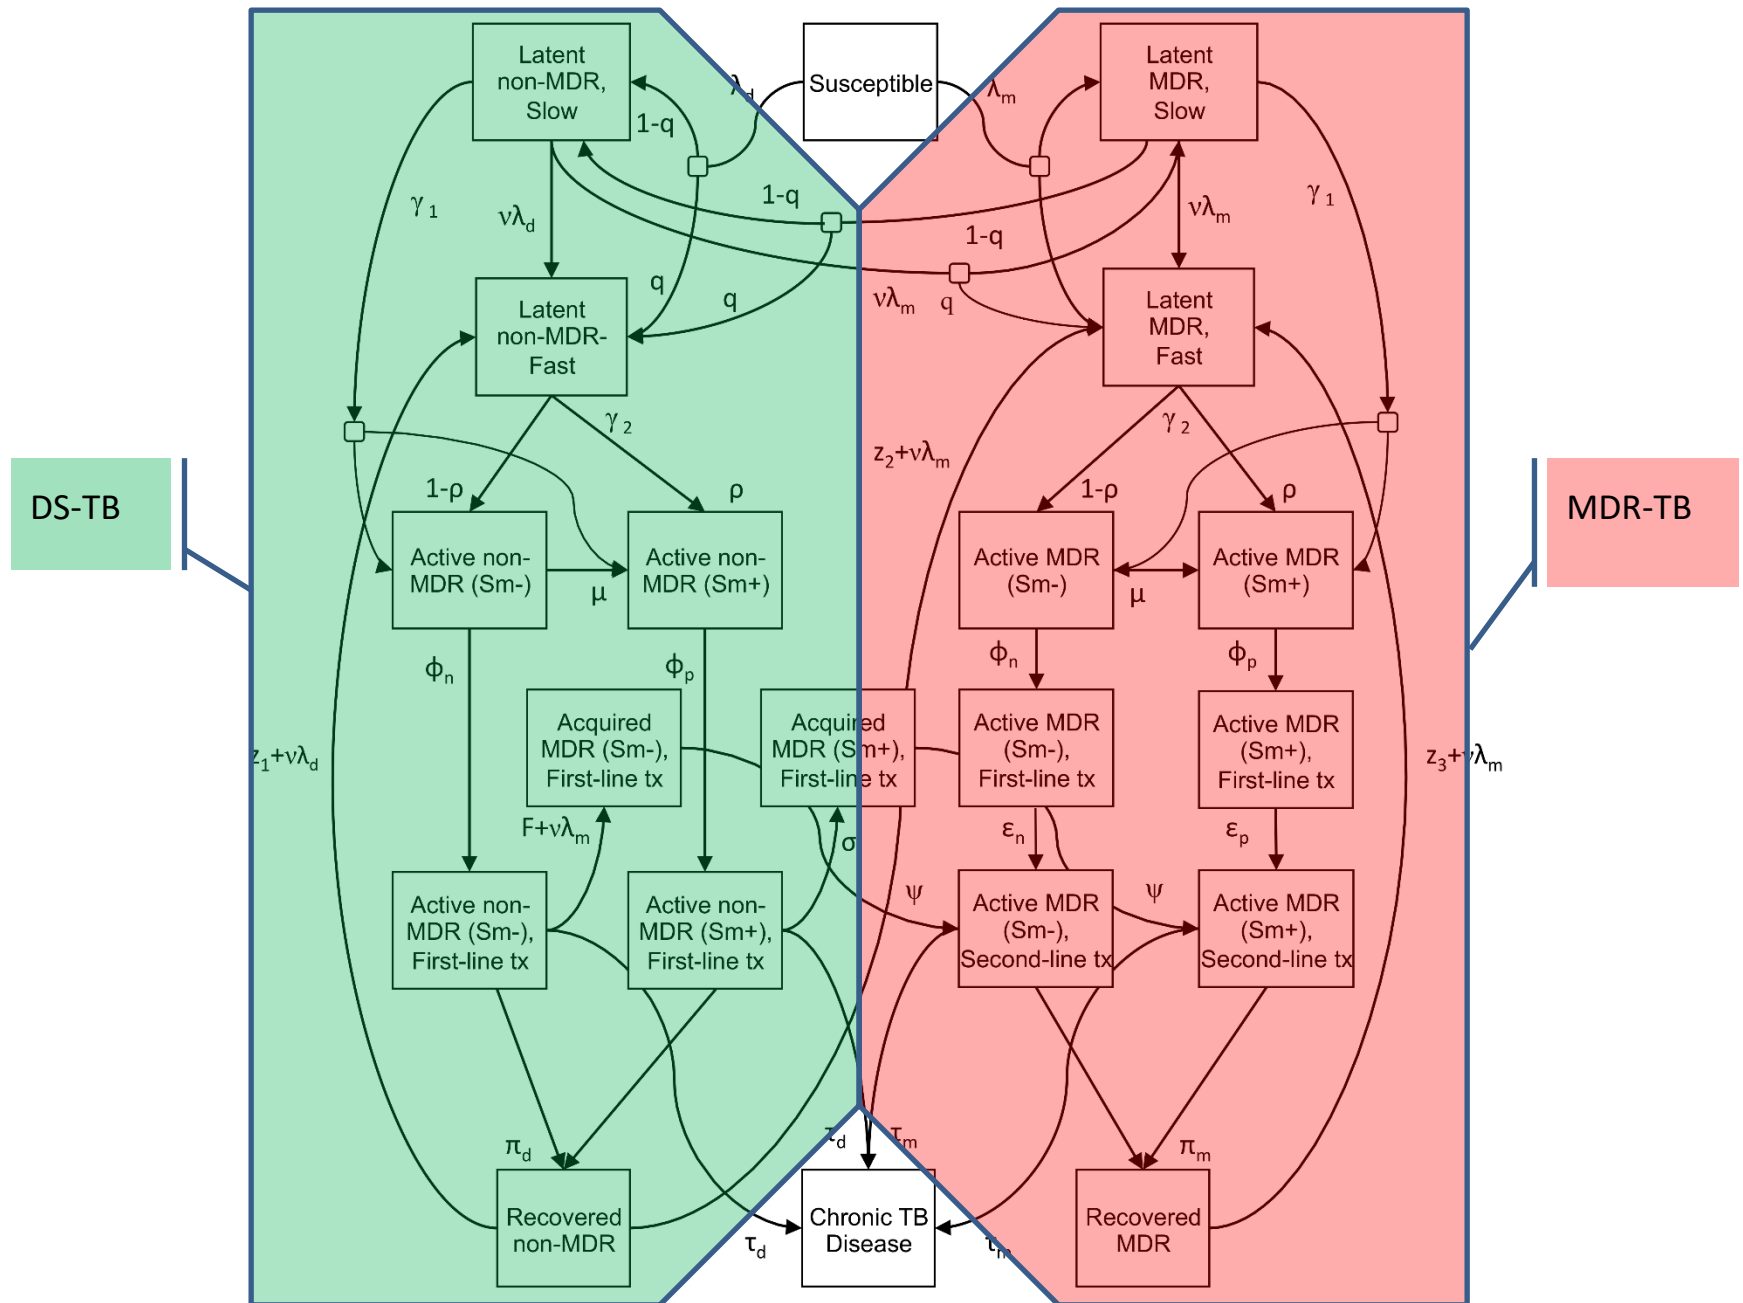 Latent
non-MDR,
Slow
Susceptible
Latent
MDR,
Slow
λd
λm
1-q
γ 1
νλd
1-q
1-q
νλm
γ 1
q
q
νλm
q
Latent
non-MDR-
Fast
Latent
MDR,
Fast
γ 2
γ 2
z2+νλm
1-ρ
ρ
1-ρ
ρ
DS-TB
MDR-TB
Active non-
MDR (Sm-)
μ
Active non-
MDR (Sm+)
Active MDR
(Sm-)
μ
Active MDR
(Sm+)
ϕn
ϕp
ϕn
ϕp
Acquired
MDR (Sm-),
First-line tx
Acquired
MDR (Sm+),
First-line tx
Active MDR
(Sm-),
First-line tx
Active MDR
(Sm+),
First-line tx
z1+νλd
z3+νλm
F+νλm
σ
εn
εp
Active non-
MDR (Sm-),
First-line tx
Active non-
MDR (Sm+),
First-line tx
ψ
Active MDR
(Sm-),
Second-line tx
ψ
Active MDR
(Sm+),
Second-line tx
πd
τd
τm
πm
Recovered
non-MDR
τd
Chronic TB
Disease
τm
Recovered
MDR